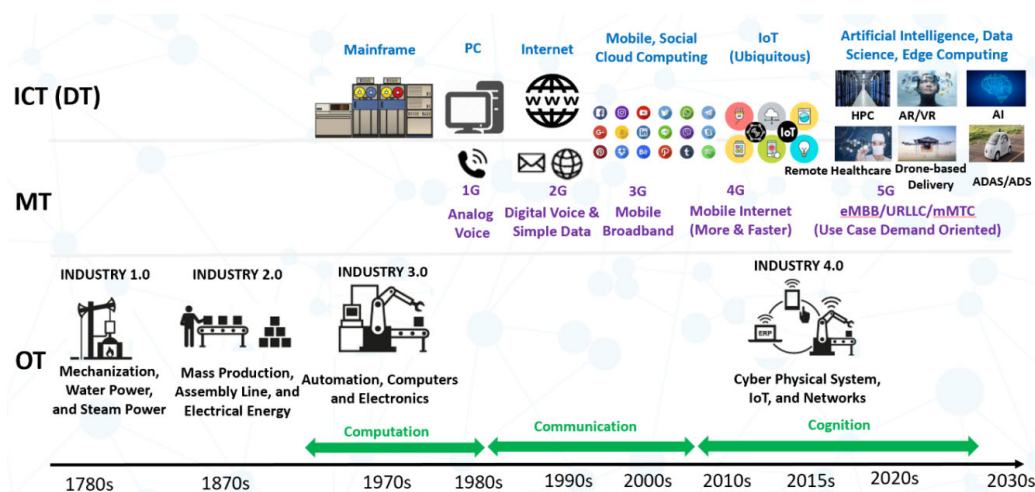 Mainframe
PC
Internet
Mobile, Social
Cloud Computing
IoT
(Ubiquitous)
Artificial Intelligence, Data
Science, Edge Computing
ICT (DT)
WWW
IoT
HPC
AR/VR
AI
Remote Healthcare
Drone-based
Delivery
ADAS/ADS
MT
1G
Analog
Voice
2G
Digital Voice &
Simple Data
3G
Mobile
Broadband
4G
Mobile Internet
(More & Faster)
5G
eMBB/URLLC/mMTC
(Use Case Demand Oriented)
OT
INDUSTRY 1.0
Mechanization,
Water Power,
and Steam Power
INDUSTRY 2.0
Mass Production,
Assembly Line, and
Electrical Energy
INDUSTRY 3.0
Automation, Computers
and Electronics
INDUSTRY 4.0
ERP
Cyber Physical System,
IoT, and Networks
Computation
Communication
Cognition
1780s
1870s
1970s
1980s
1990s
2000s
2010s
2015s
2020s
2030s